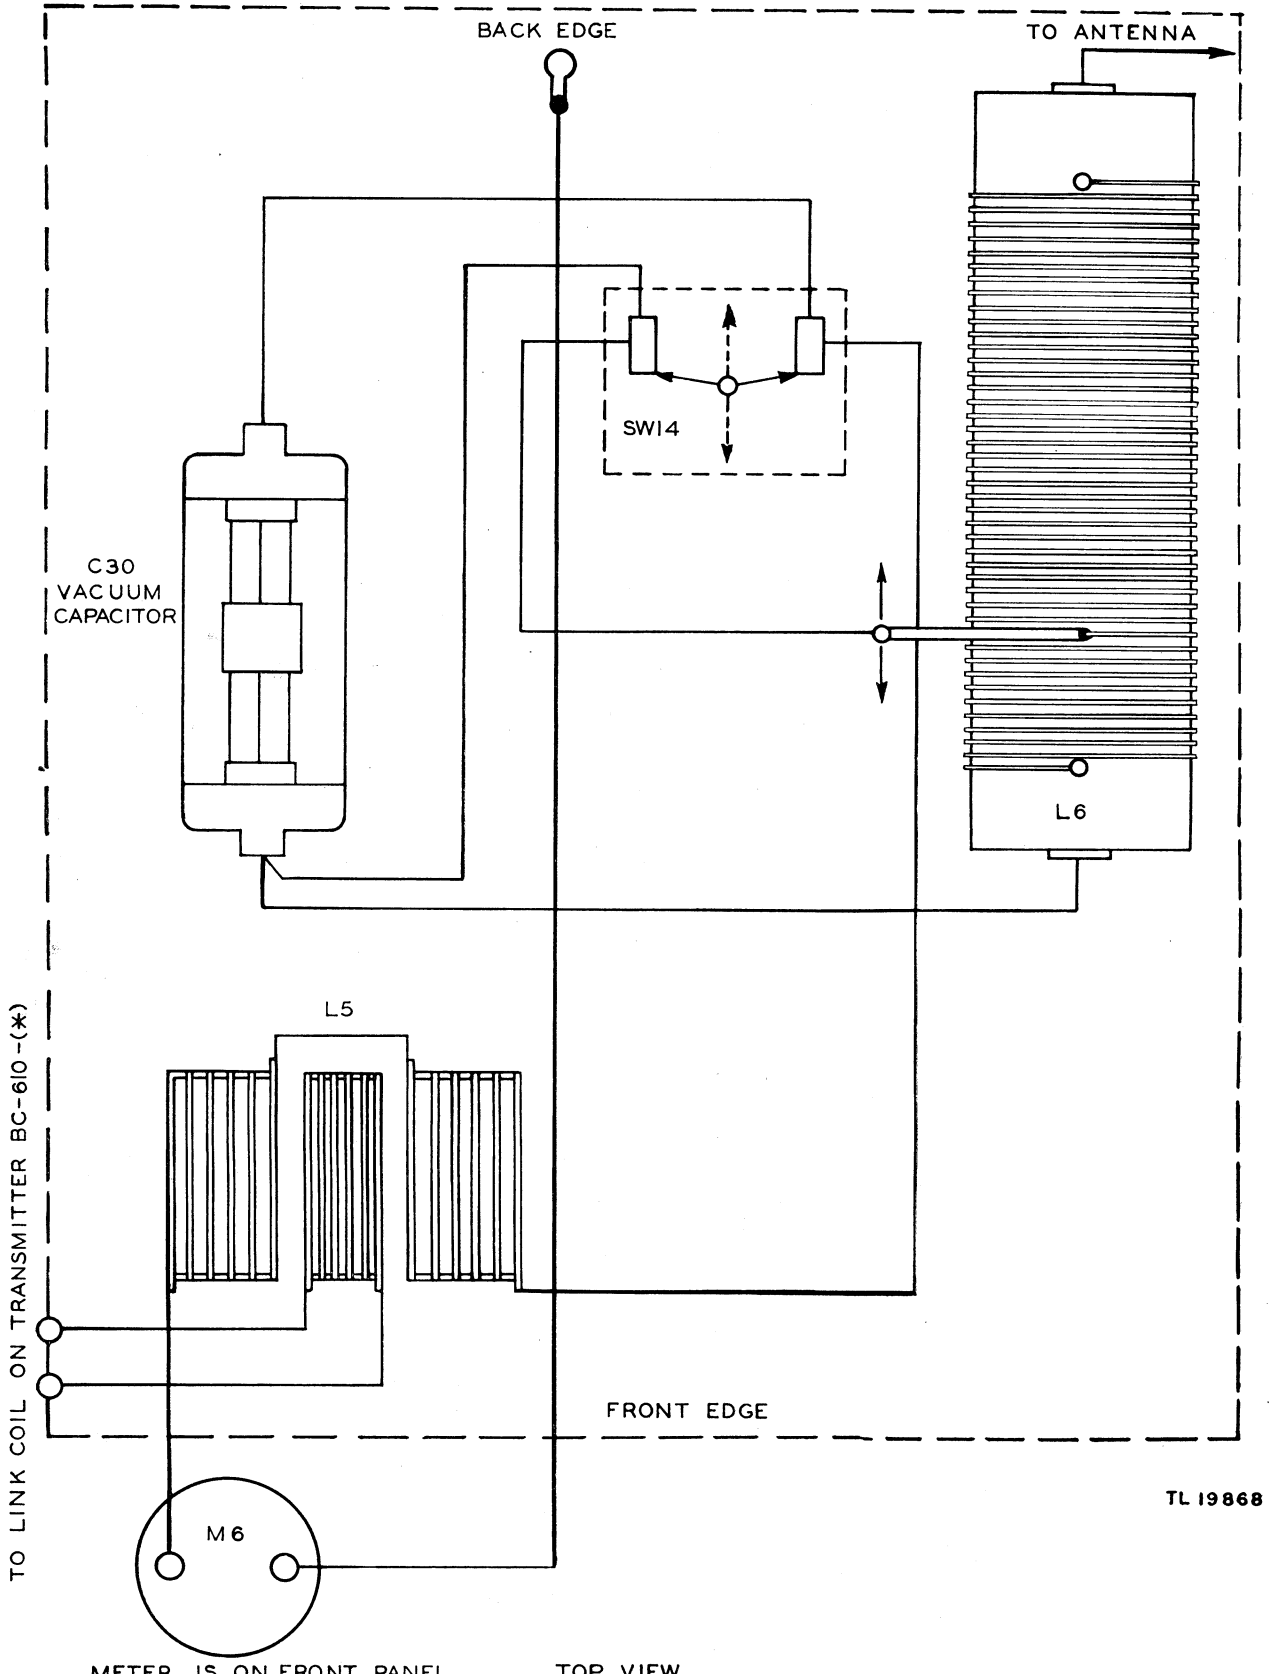 BACK EDGE
TO ANTENNA
SW14
C30
VACUUM
CAPACITOR
L6
L5
TO LINK COIL ON TRANSMITTER BC-610-(*)
FRONT EDGE
TL 19868
M6
METER IS ON FRONT PANEL
TOP VIEW